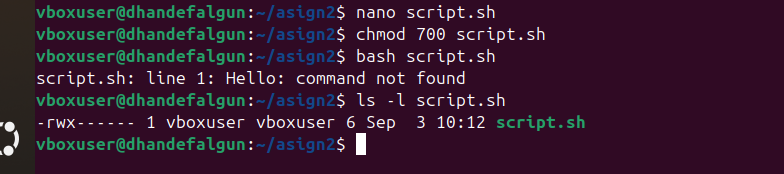 vboxuser@dhandefalgun:~/asign2$ nano script.sh
vboxuser@dhandefalgun:~/asign2$ chmod 700 script.sh
vboxuser@dhandefalgun:~/asign2$ bash script.sh
script.sh: line 1: Hello: command not found
vboxuser@dhandefalgun:~/asign2$ ls -l script.sh
-rwx------ 1 vboxuser vboxuser 6 Sep  3 10:12 script.sh
vboxuser@dhandefalgun:~/asign2$